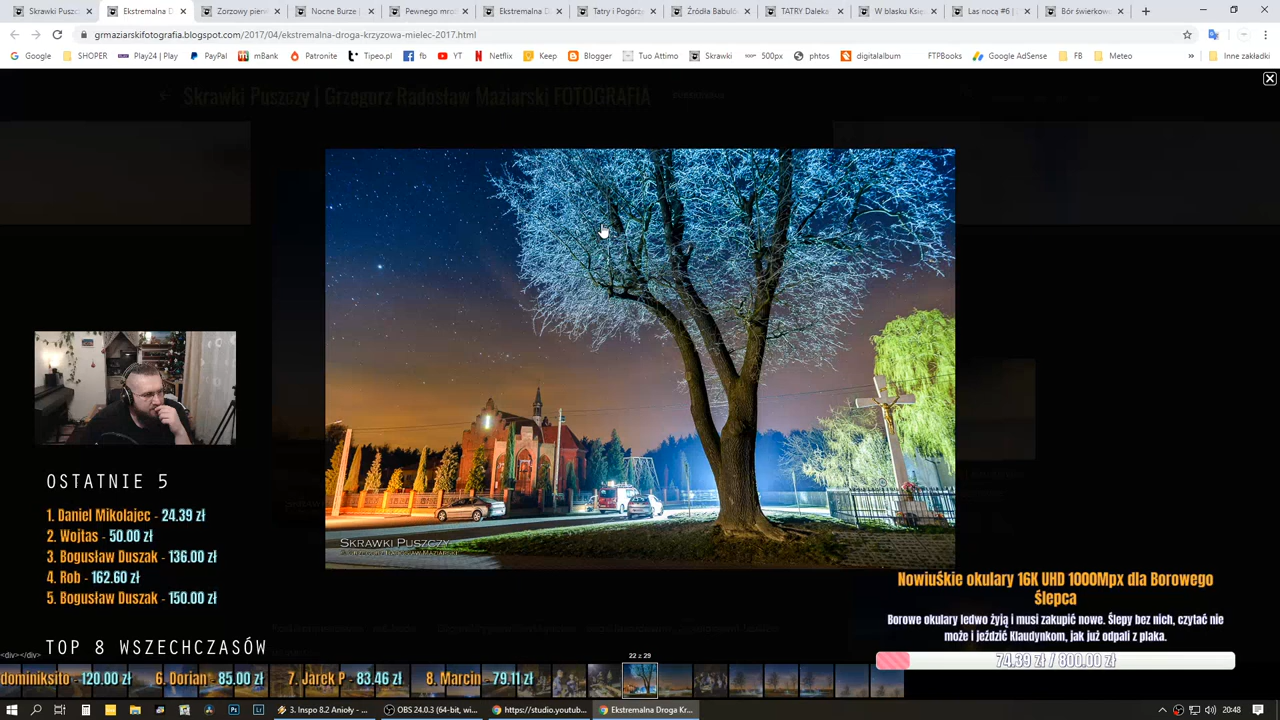 Skrawki Puszcz
Ekstremalna D
Zorzowy pien
Nocne Burze |
Pewnego mro
Ekstremalna D
Tatry i Pogórz
Źródła Babulów
TATRY Dalek
W blasku Księ
Las nocą #6 |
Bór świerkow
grmaziarskifotografia.blogspot.com/2017/04/ekstremalna-droga-krzyzowa-mielec-2017.html
Google SHOPER Play24 | Play PayPal mBank Patronite Tipeo.pl fb YT Netflix Keep Blogger Tuo Attimo Skrawki 500px phtos digitalalbum FTPBooks Google AdSense FB Meteo » Inne zakładki
Skrawki Puszczy | Grzegorz Radosław Maziarski FOTOGRAFIA
Skrawki Puszczy
© Grzegorz Radosław Maziarski
OSTATNIE 5
1. Daniel Mikolajec - 24.39 zł
2. Wojtas - 50.00 zł
3. Bogusław Duszak - 136.00 zł
4. Rob - 162.60 zł
5. Bogusław Duszak - 150.00 zł
Nowiuśkie okulary 16K UHD 1000Mpx dla Borowego
Ślepca
Borowe okulary ledwo żyją i musi zakupić nowe. Ślepy bez nich, czytać nie
może i jeździć Klaudynkom, jak już odpali z plaka.
74.39 zł / 800.00 zł
TOP 8 WSZECHCZASÓW
<div></div>
22 z 29
dominiksito - 120.00 zł 6. Dorian - 85.00 zł 7. Jarek P - 83.46 zł 8. Marcin - 79.11 zł
3. Inspo 8.2 Anioły - ...
OBS 24.0.3 (64-bit, wi...
https://studio.youtub...
Ekstremalna Droga Kr...
20:48